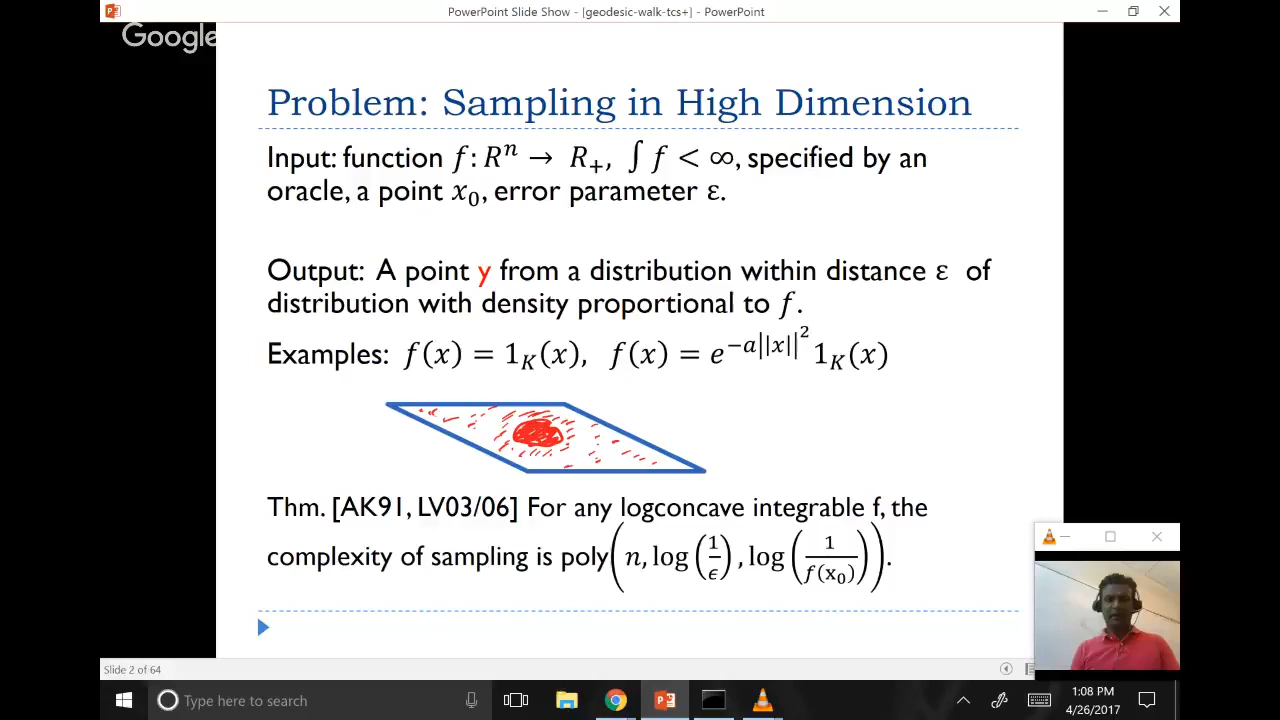 PowerPoint Slide Show - [geodesic-walk-tcs+] - PowerPoint
Google
Problem: Sampling in High Dimension
Input: function f: Rⁿ → R₊, ∫ f < ∞, specified by an
oracle, a point x₀, error parameter ε.
Output: A point y from a distribution within distance ε of
distribution with density proportional to f.
Examples: f(x) = 1_K(x), f(x) = e^{-a||x||²} 1_K(x)
Thm. [AK91, LV03/06] For any logconcave integrable f, the
complexity of sampling is poly(n, log(1/ϵ), log(1/f(x₀))).
Slide 2 of 64
Type here to search
1:08 PM
4/26/2017